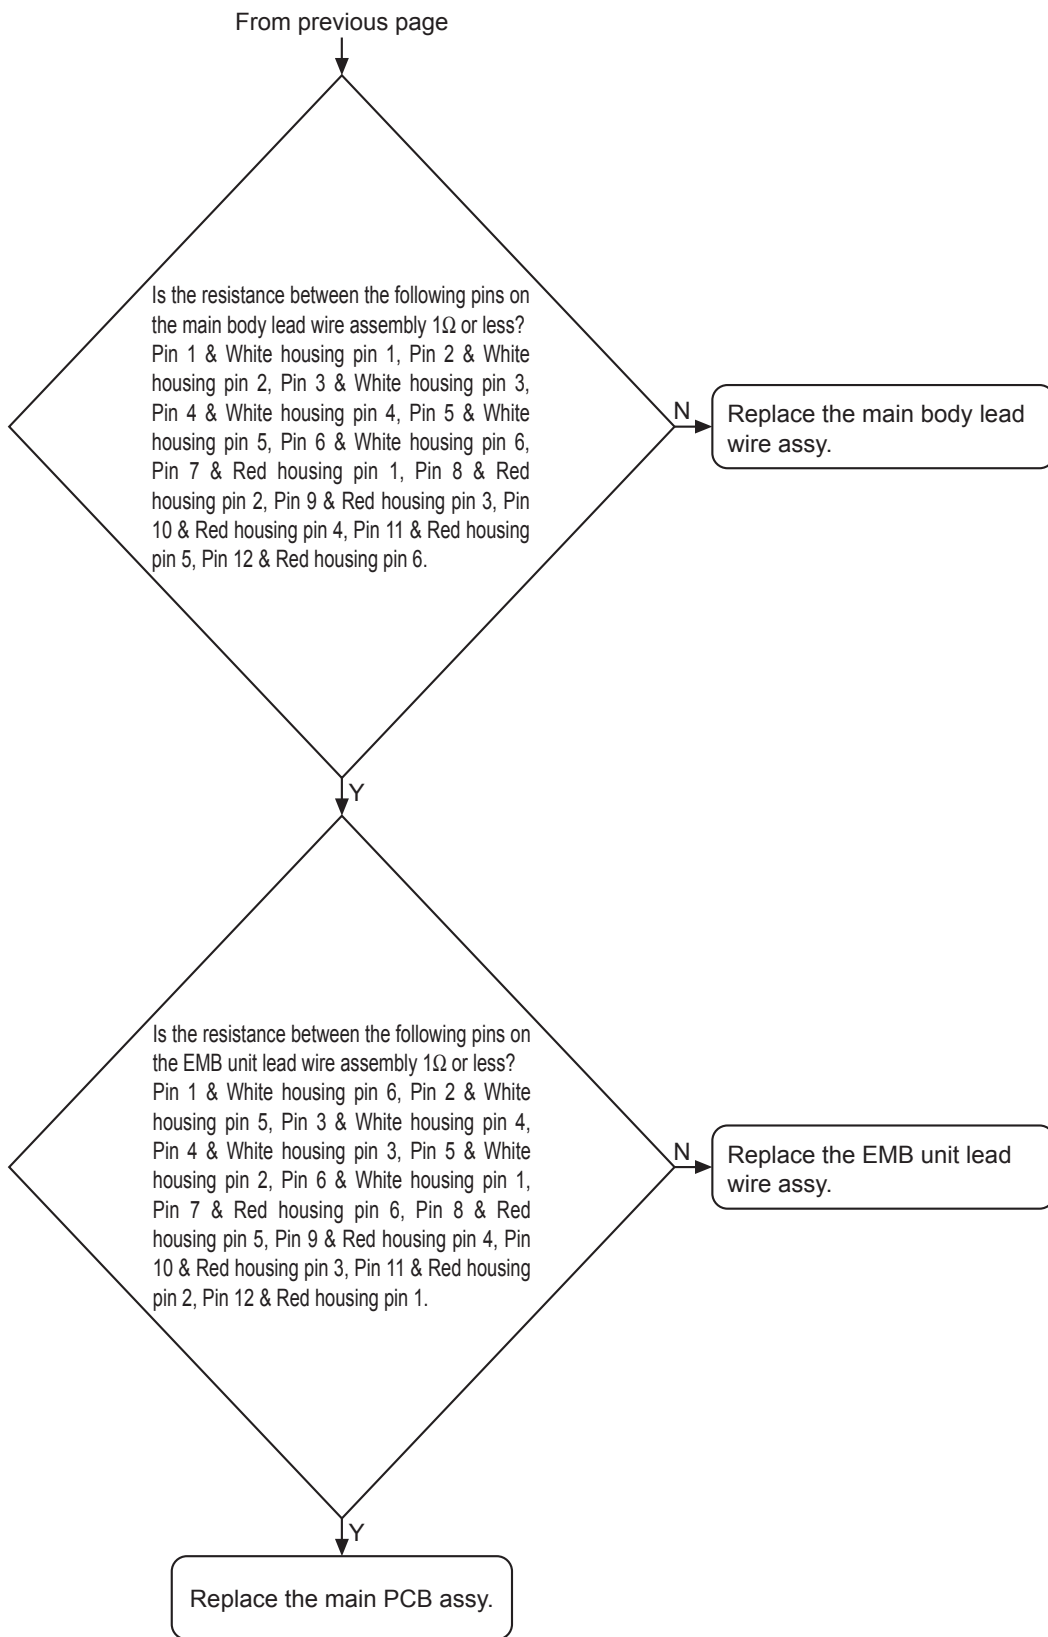 From previous page
Is the resistance between the following pins on
the main body lead wire assembly 1Ω or less?
Pin 1 & White housing pin 1, Pin 2 & White
housing pin 2, Pin 3 & White housing pin 3,
Pin 4 & White housing pin 4, Pin 5 & White
housing pin 5, Pin 6 & White housing pin 6,
Pin 7 & Red housing pin 1, Pin 8 & Red
housing pin 2, Pin 9 & Red housing pin 3, Pin
10 & Red housing pin 4, Pin 11 & Red housing
pin 5, Pin 12 & Red housing pin 6.
N
Replace the main body lead
wire assy.
Y
Is the resistance between the following pins on
the EMB unit lead wire assembly 1Ω or less?
Pin 1 & White housing pin 6, Pin 2 & White
housing pin 5, Pin 3 & White housing pin 4,
Pin 4 & White housing pin 3, Pin 5 & White
housing pin 2, Pin 6 & White housing pin 1,
Pin 7 & Red housing pin 6, Pin 8 & Red
housing pin 5, Pin 9 & Red housing pin 4, Pin
10 & Red housing pin 3, Pin 11 & Red housing
pin 2, Pin 12 & Red housing pin 1.
N
Replace the EMB unit lead
wire assy.
Y
Replace the main PCB assy.